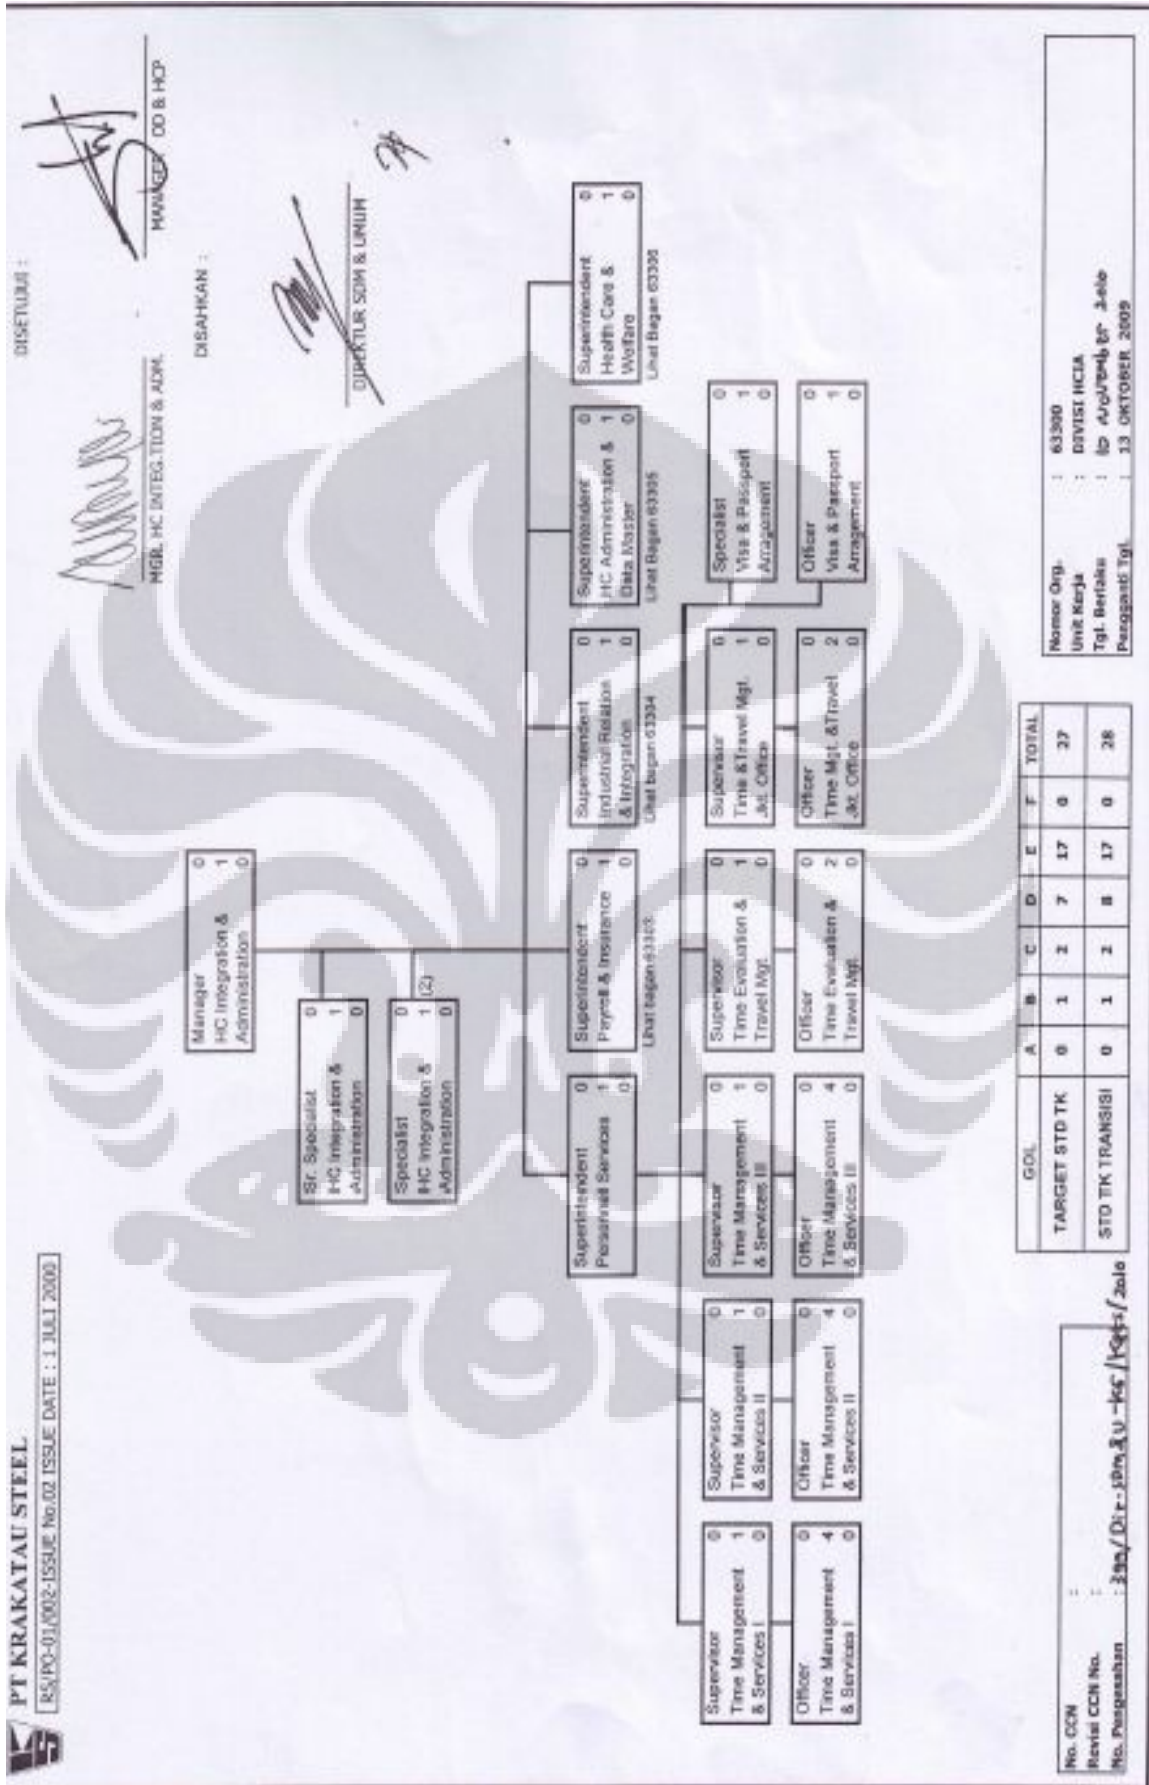 PT KRAKATAU STEEL
RS/PO-01/002-ISSUE No.02 ISSUE DATE : 1 JULI 2000
DISETUJUI :
MGR. HC INTEG.TION & ADM.
MANAGER OD & HCP
DISAHKAN :
DIREKTUR SDM & UMUM
Manager 0
HC Integration & 1
Administration 0
Sr. Specialist 0
HC Integration & 1
Administration 0
Specialist 0
HC Integration & 1 (2)
Administration 0
Superintendent 0
Personnel Services 1
0
Superintendent 0
Payroll & Insurance 1
0
Lihat bagan 63303
Superintendent 0
Industrial Relation 1
& Integration 0
Lihat bagan 63304
Superintendent 0
HC Administration & 1
Data Master 0
Lihat Bagan 63305
Superintendent 0
Health Care & 1
Welfare 0
Lihat Bagan 63306
Supervisor 0
Time Management 1
& Services I 0
Supervisor 0
Time Management 1
& Services II 0
Supervisor 0
Time Management 1
& Services III 0
Supervisor 0
Time Evaluation & 1
Travel Mgt. 0
Supervisor 0
Time &Travel Mgt. 1
Jkt. Office 0
Specialist 0
Visa & Passport 1
Arragement 0
Officer 0
Time Management 4
& Services I 0
Officer 0
Time Management 4
& Services II 0
Officer 0
Time Management 4
& Services III 0
Officer 0
Time Evaluation & 2
Travel Mgt. 0
Officer 0
Time Mgt. &Travel 2
Jkt. Office 0
Officer 0
Visa & Passport 1
Arragement 0
No. CCN :
Revisi CCN No. :
No. Pengesahan :
GOL A B C D E F TOTAL
TARGET STD TK 0 1 2 7 17 0 27
STD TK TRANSISI 0 1 2 8 17 0 28
Nomor Org. : 63300
Unit Kerja : DIVISI HCIA
Tgl. Berlaku : 10 NOVEMBER 2010
Pengganti Tgl. : 13 OKTOBER 2009